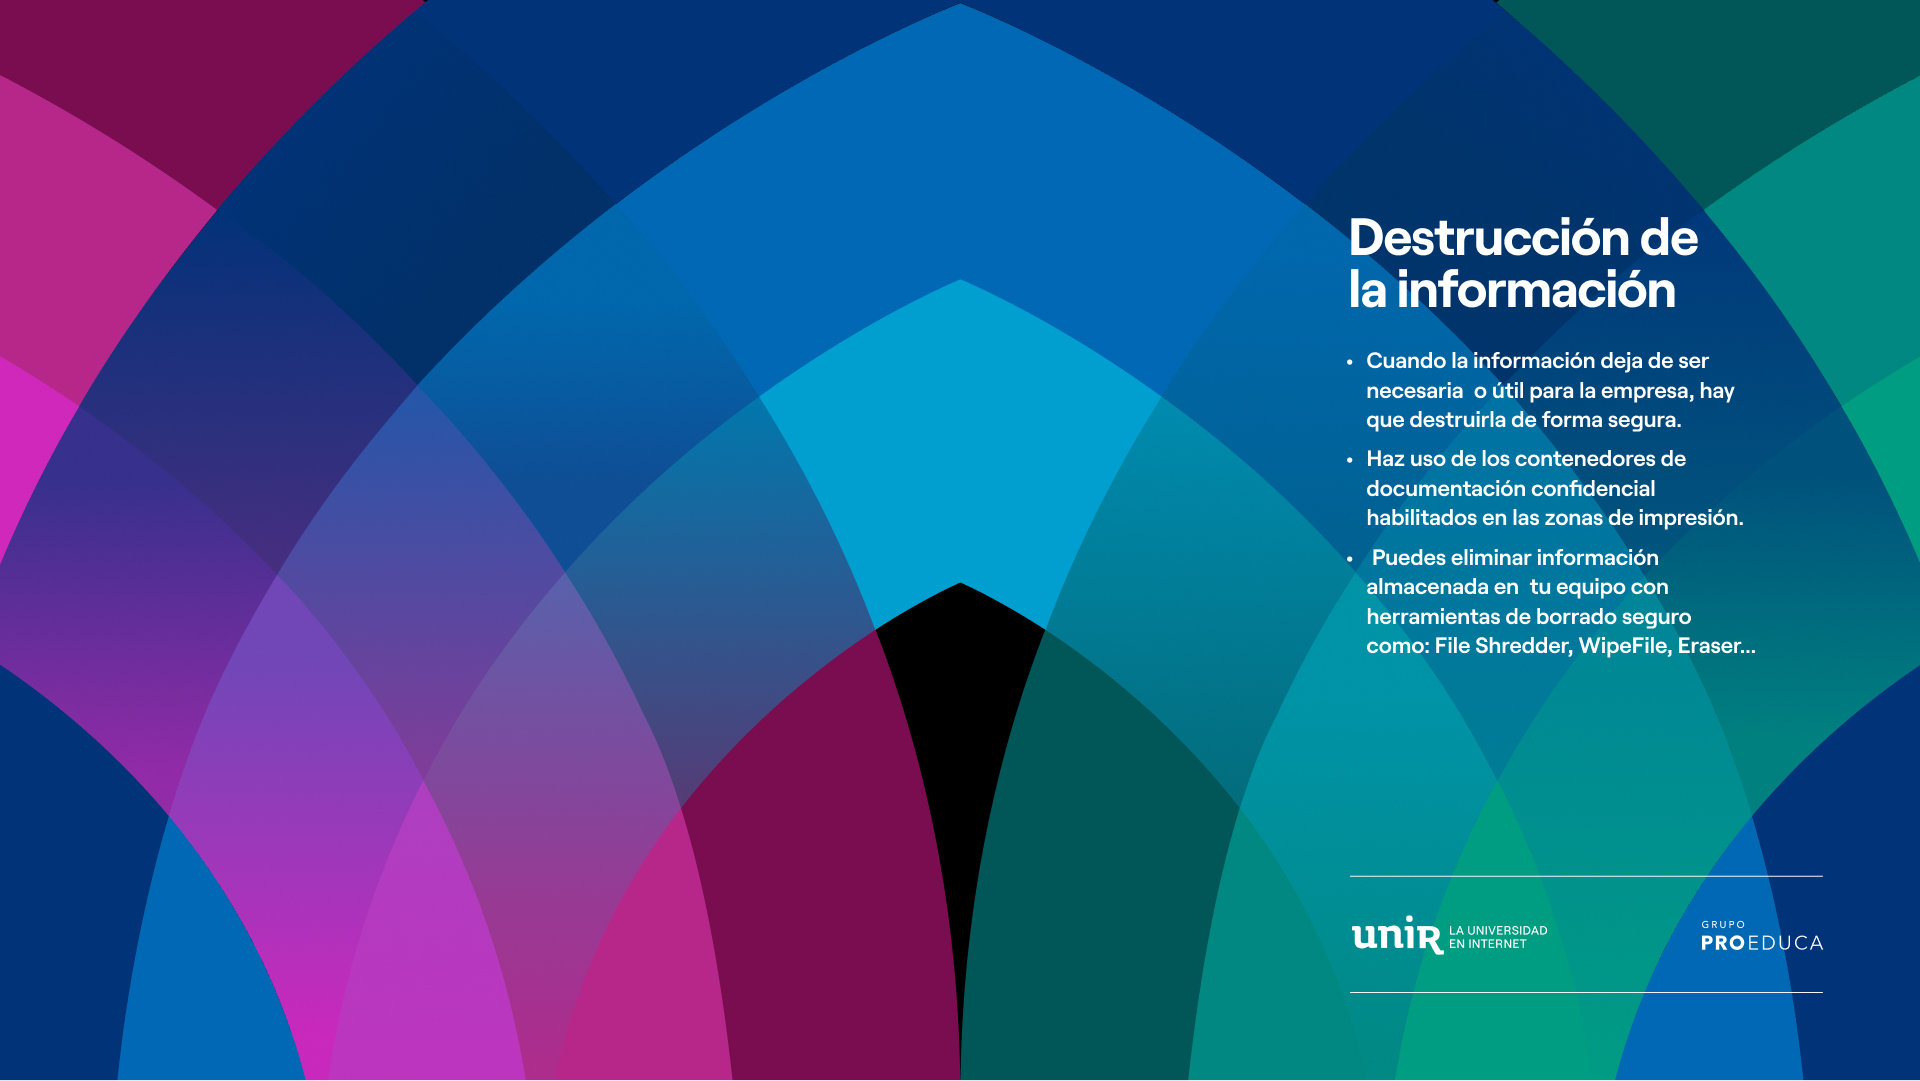 Destrucción de
la información
• Cuando la información deja de ser
necesaria  o útil para la empresa, hay
que destruirla de forma segura.
• Haz uso de los contenedores de
documentación confidencial
habilitados en las zonas de impresión.
•  Puedes eliminar información
almacenada en  tu equipo con
herramientas de borrado seguro
como: File Shredder, WipeFile, Eraser...
uniR LA UNIVERSIDAD
EN INTERNET
GRUPO
PROEDUCA